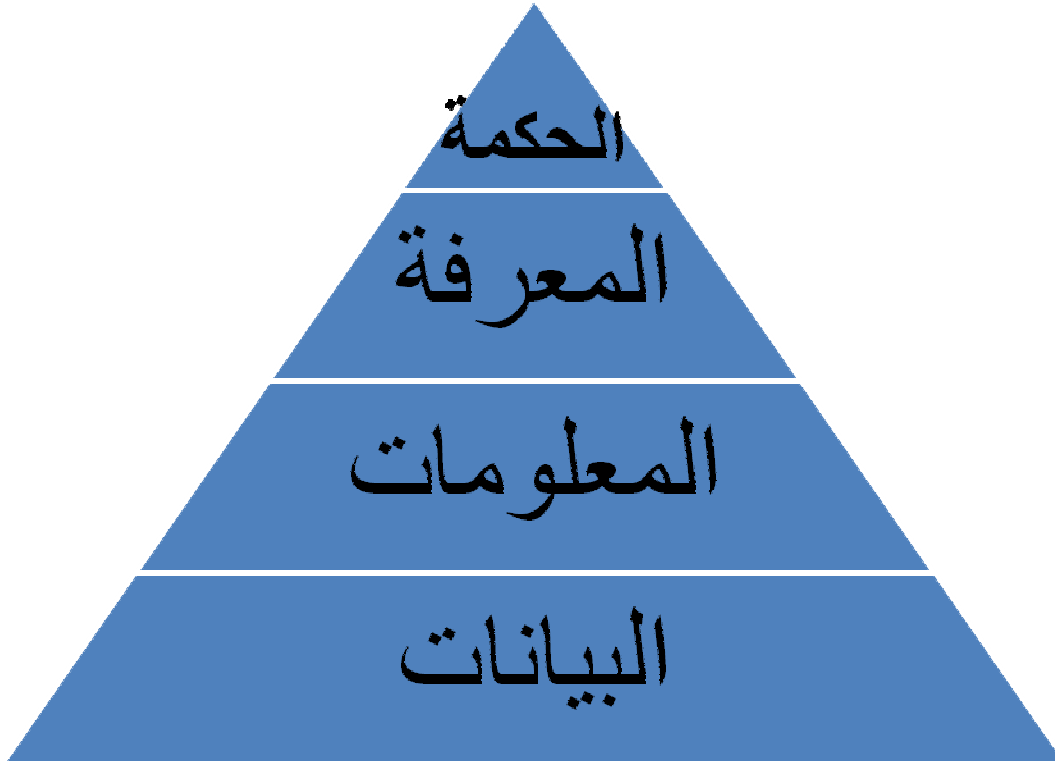 الحكمة
المعرفة
المعلومات
البيانات